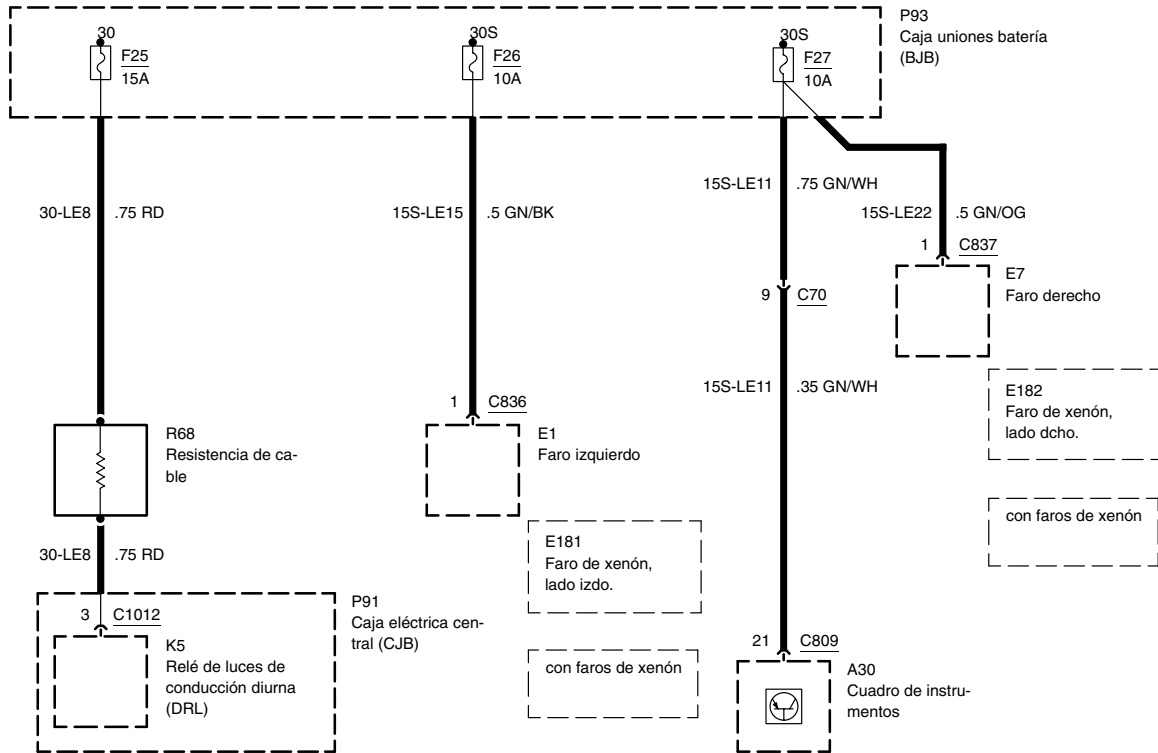 P93
Caja uniones batería
(BJB)
30
F25
15A
30S
F26
10A
30S
F27
10A
30-LE8 .75 RD
15S-LE15 .5 GN/BK
15S-LE11 .75 GN/WH
15S-LE22 .5 GN/OG
1 C837
E7
Faro derecho
9 C70
15S-LE11 .35 GN/WH
E182
Faro de xenón,
lado dcho.
con faros de xenón
1 C836
E1
Faro izquierdo
R68
Resistencia de ca-
ble
E181
Faro de xenón,
lado izdo.
con faros de xenón
30-LE8 .75 RD
P91
Caja eléctrica cen-
tral (CJB)
3 C1012
K5
Relé de luces de
conducción diurna
(DRL)
21 C809
A30
Cuadro de instru-
mentos